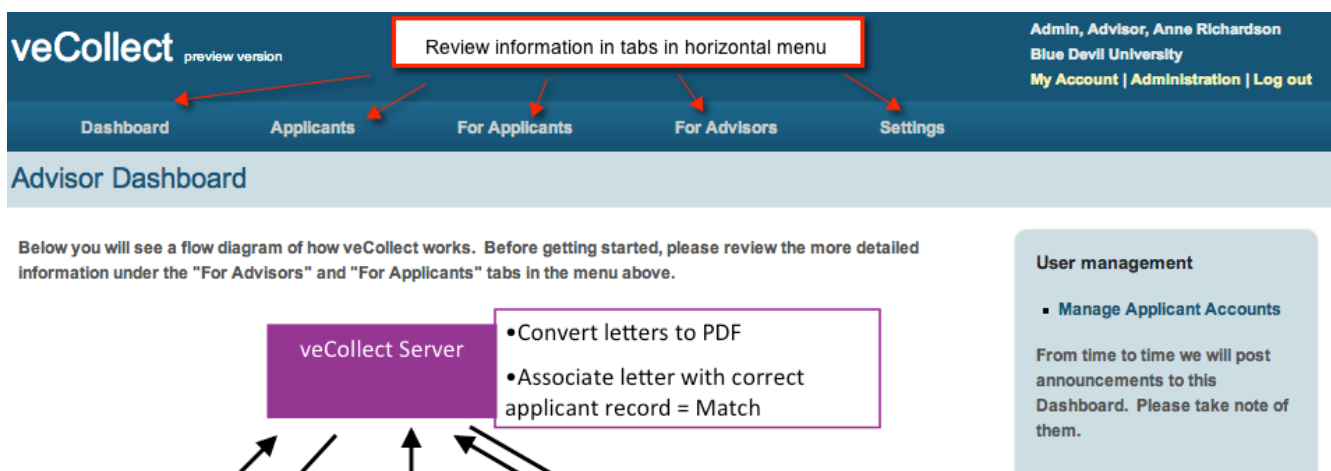 veCollect preview version
Review information in tabs in horizontal menu
Admin, Advisor, Anne Richardson
Blue Devil University
My Account | Administration | Log out
Dashboard Applicants For Applicants For Advisors Settings
Advisor Dashboard
Below you will see a flow diagram of how veCollect works. Before getting started, please review the more detailed
information under the "For Advisors" and "For Applicants" tabs in the menu above.
veCollect Server
•Convert letters to PDF
•Associate letter with correct
applicant record = Match
User management
▪ Manage Applicant Accounts
From time to time we will post
announcements to this
Dashboard. Please take note of
them.